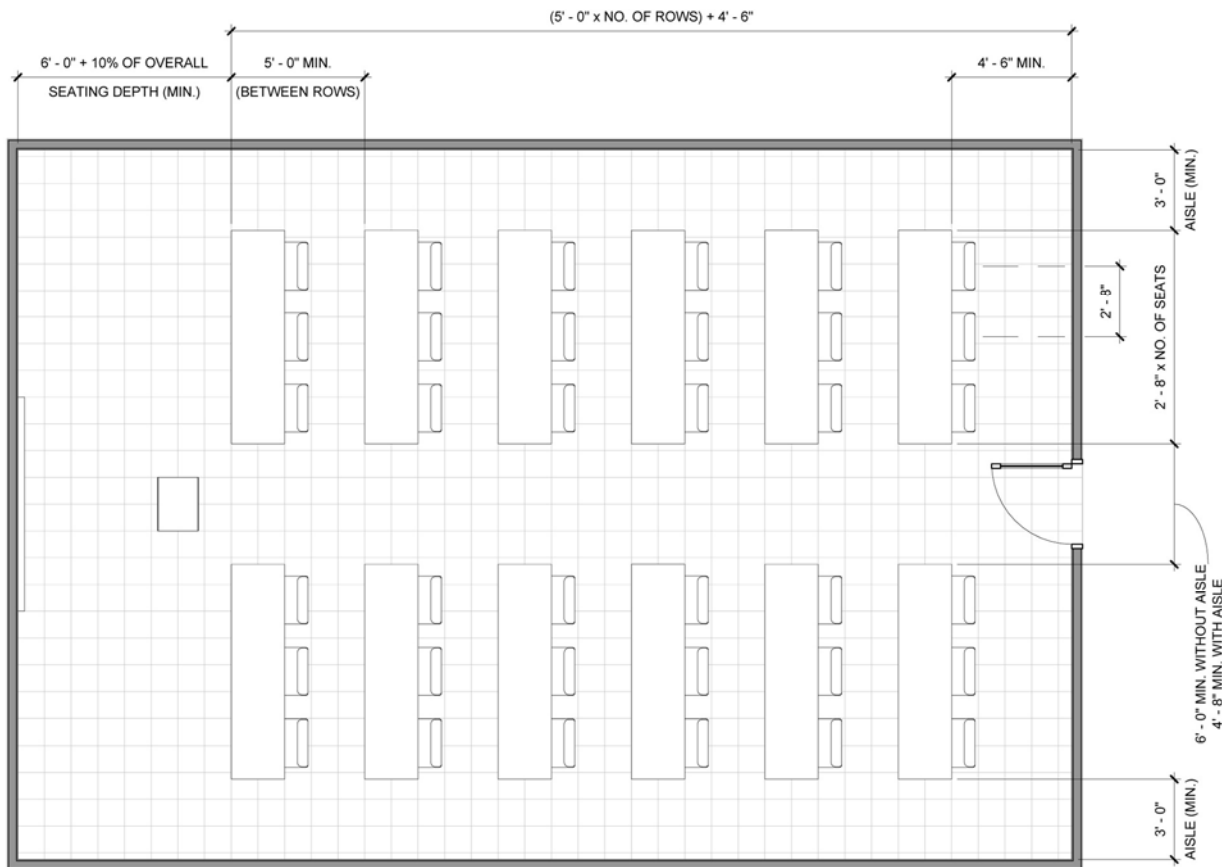 (5' - 0" x NO. OF ROWS) + 4' - 6"
6' - 0" + 10% OF OVERALL
SEATING DEPTH (MIN.)
5' - 0" MIN.
(BETWEEN ROWS)
4' - 6" MIN.
3' - 0"
AISLE (MIN.)
2' - 8"
2' - 8" x NO. OF SEATS
6' - 0" MIN. WITHOUT AISLE
4' - 8" MIN. WITH AISLE
3' - 0"
AISLE (MIN.)